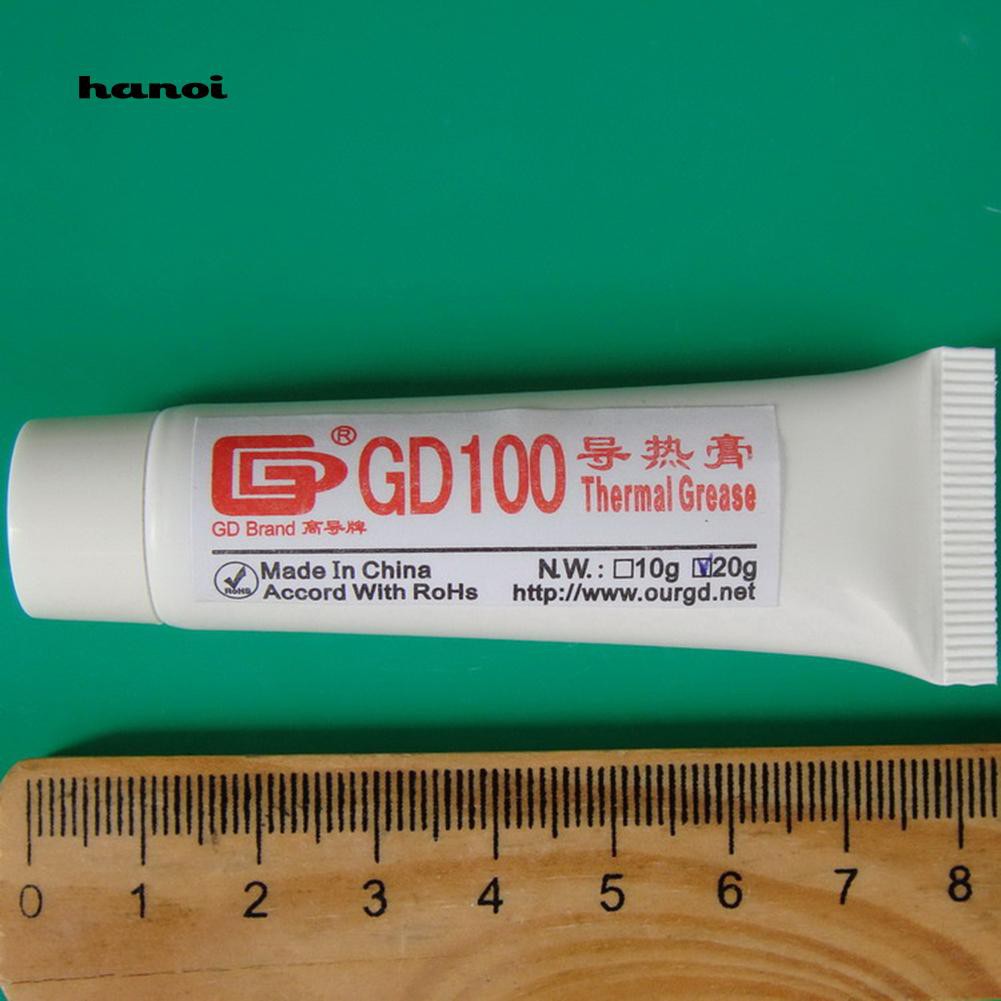 hanoi
GD ® GD100 导热膏
Thermal Grease
GD Brand 高导牌
RoHS Made In China N.W.: 10g 20g
Accord With RoHs http://www.ourgd.net
0 1 2 3 4 5 6 7 8